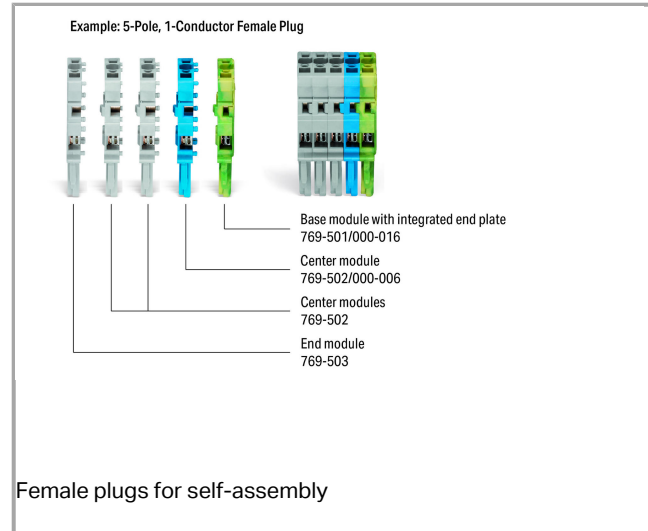 Example: 5-Pole, 1-Conductor Female Plug
Base module with integrated end plate
769-501/000-016
Center module
769-502/000-006
Center modules
769-502
End module
769-503
Female plugs for self-assembly